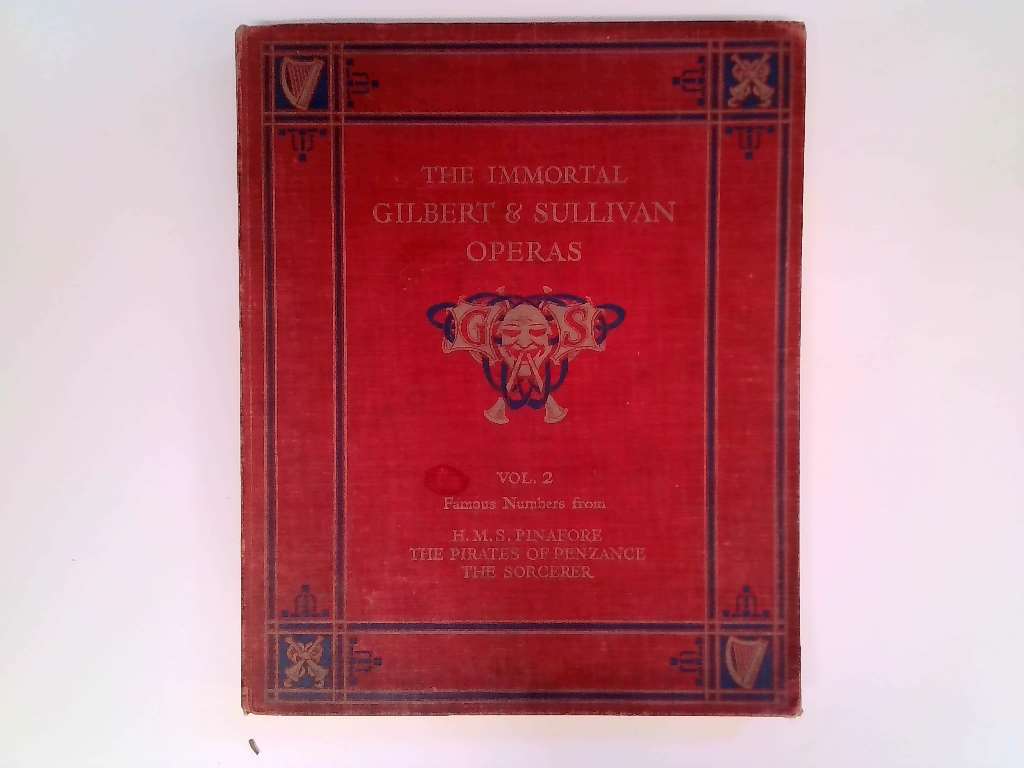 THE IMMORTAL
GILBERT & SULLIVAN
OPERAS
G S
VOL. 2
Famous Numbers from
H.M.S. PINAFORE
THE PIRATES OF PENZANCE
THE SORCERER